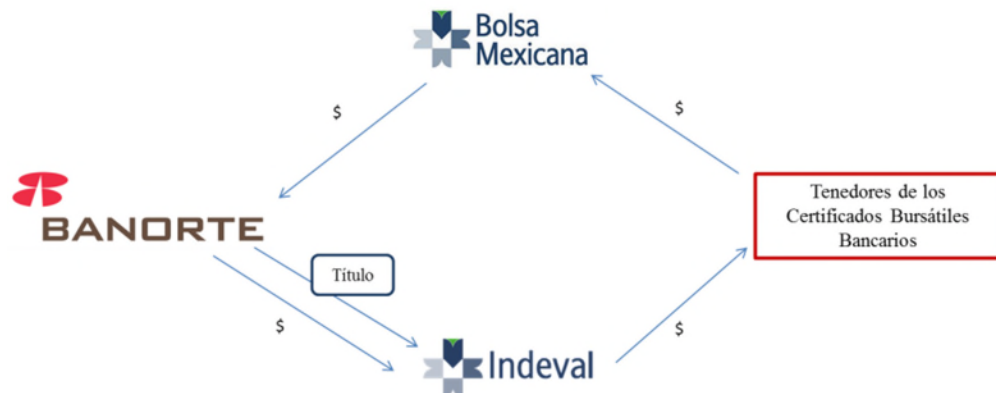 Bolsa
Mexicana
$
$
BANORTE
Tenedores de los
Certificados Bursátiles
Bancarios
Título
$
$
Indeval